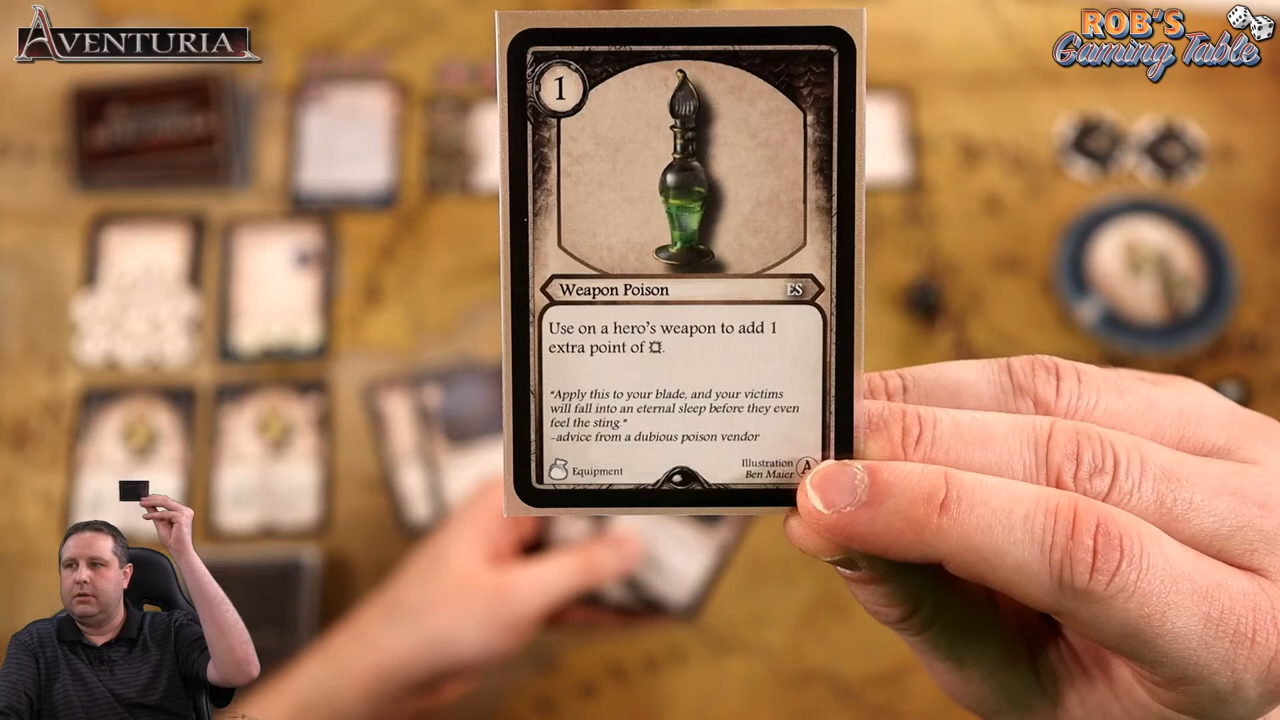 AVENTURIA
ROB'S
Gaming Table
1
Weapon Poison ES
Use on a hero's weapon to add 1
extra point of
"Apply this to your blade, and your victims
will fall into an eternal sleep before they even
feel the sting."
-advice from a dubious poison vendor
Equipment
Illustration
Ben Maier
A